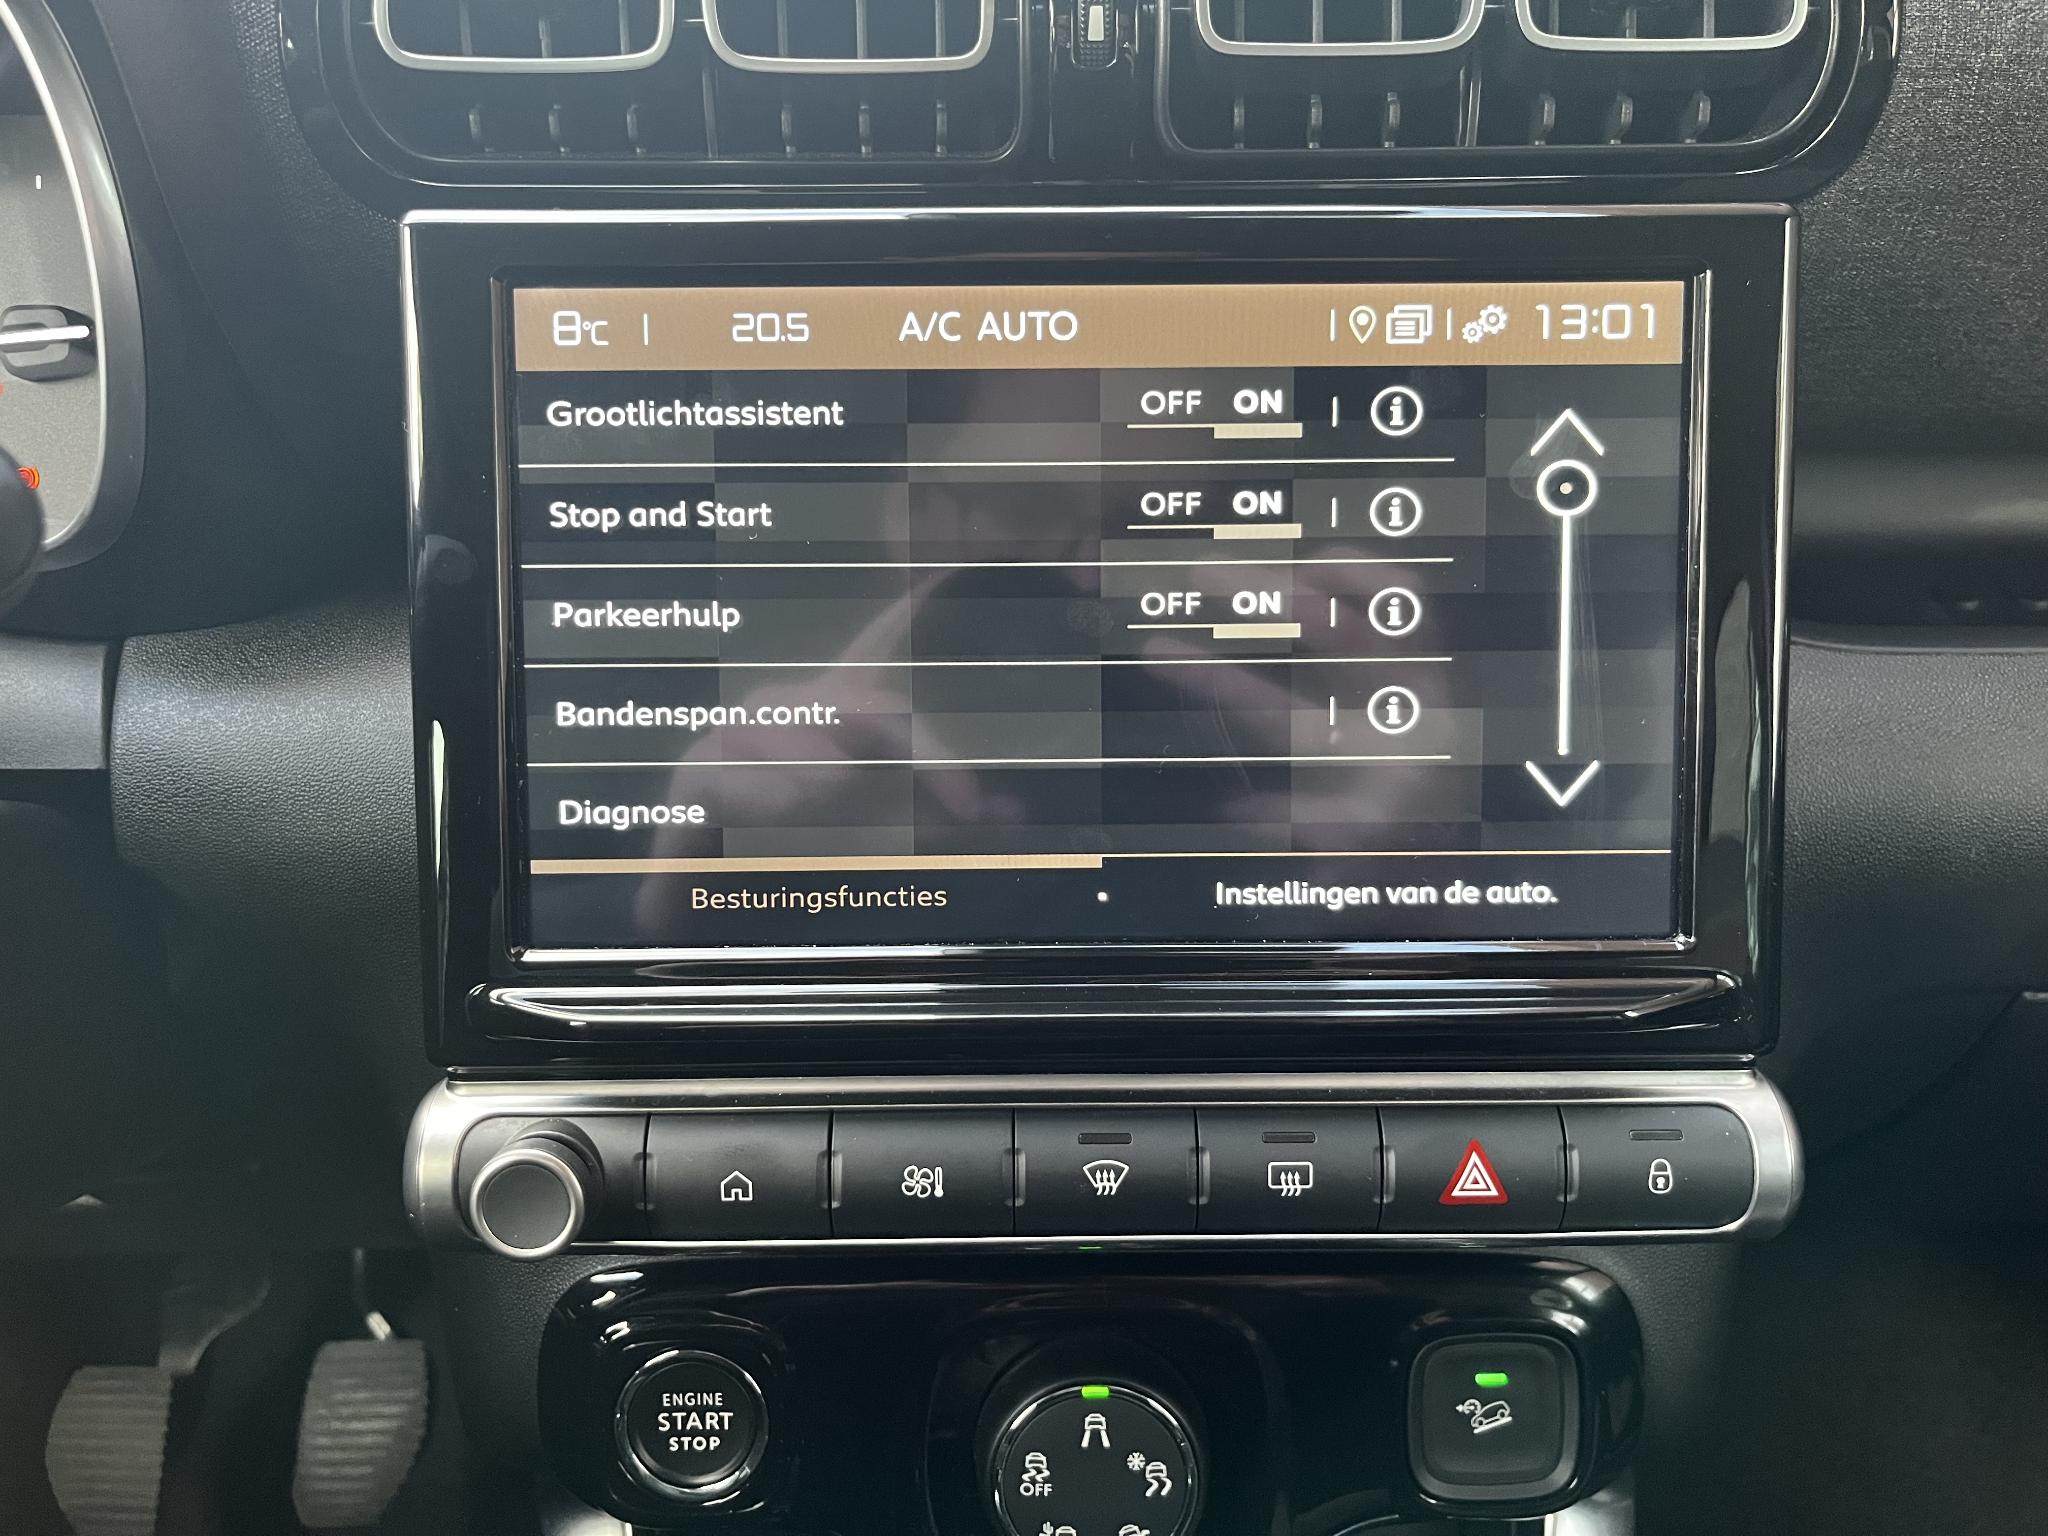 8°C | 20.5 A/C AUTO 13:01
Grootlichtassistent OFF ON
Stop and Start OFF ON
Parkeerhulp OFF ON
Bandenspan.contr.
Diagnose
Besturingsfuncties Instellingen van de auto.
ENGINE
START
STOP
OFF